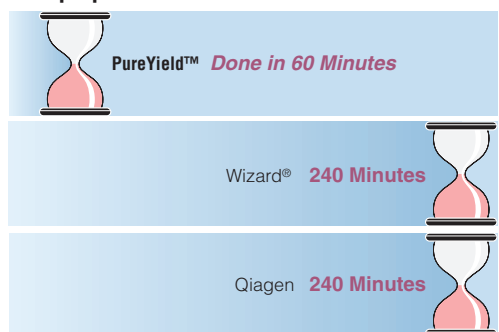 PureYield™ Done in 60 Minutes
Wizard® 240 Minutes
Qiagen 240 Minutes